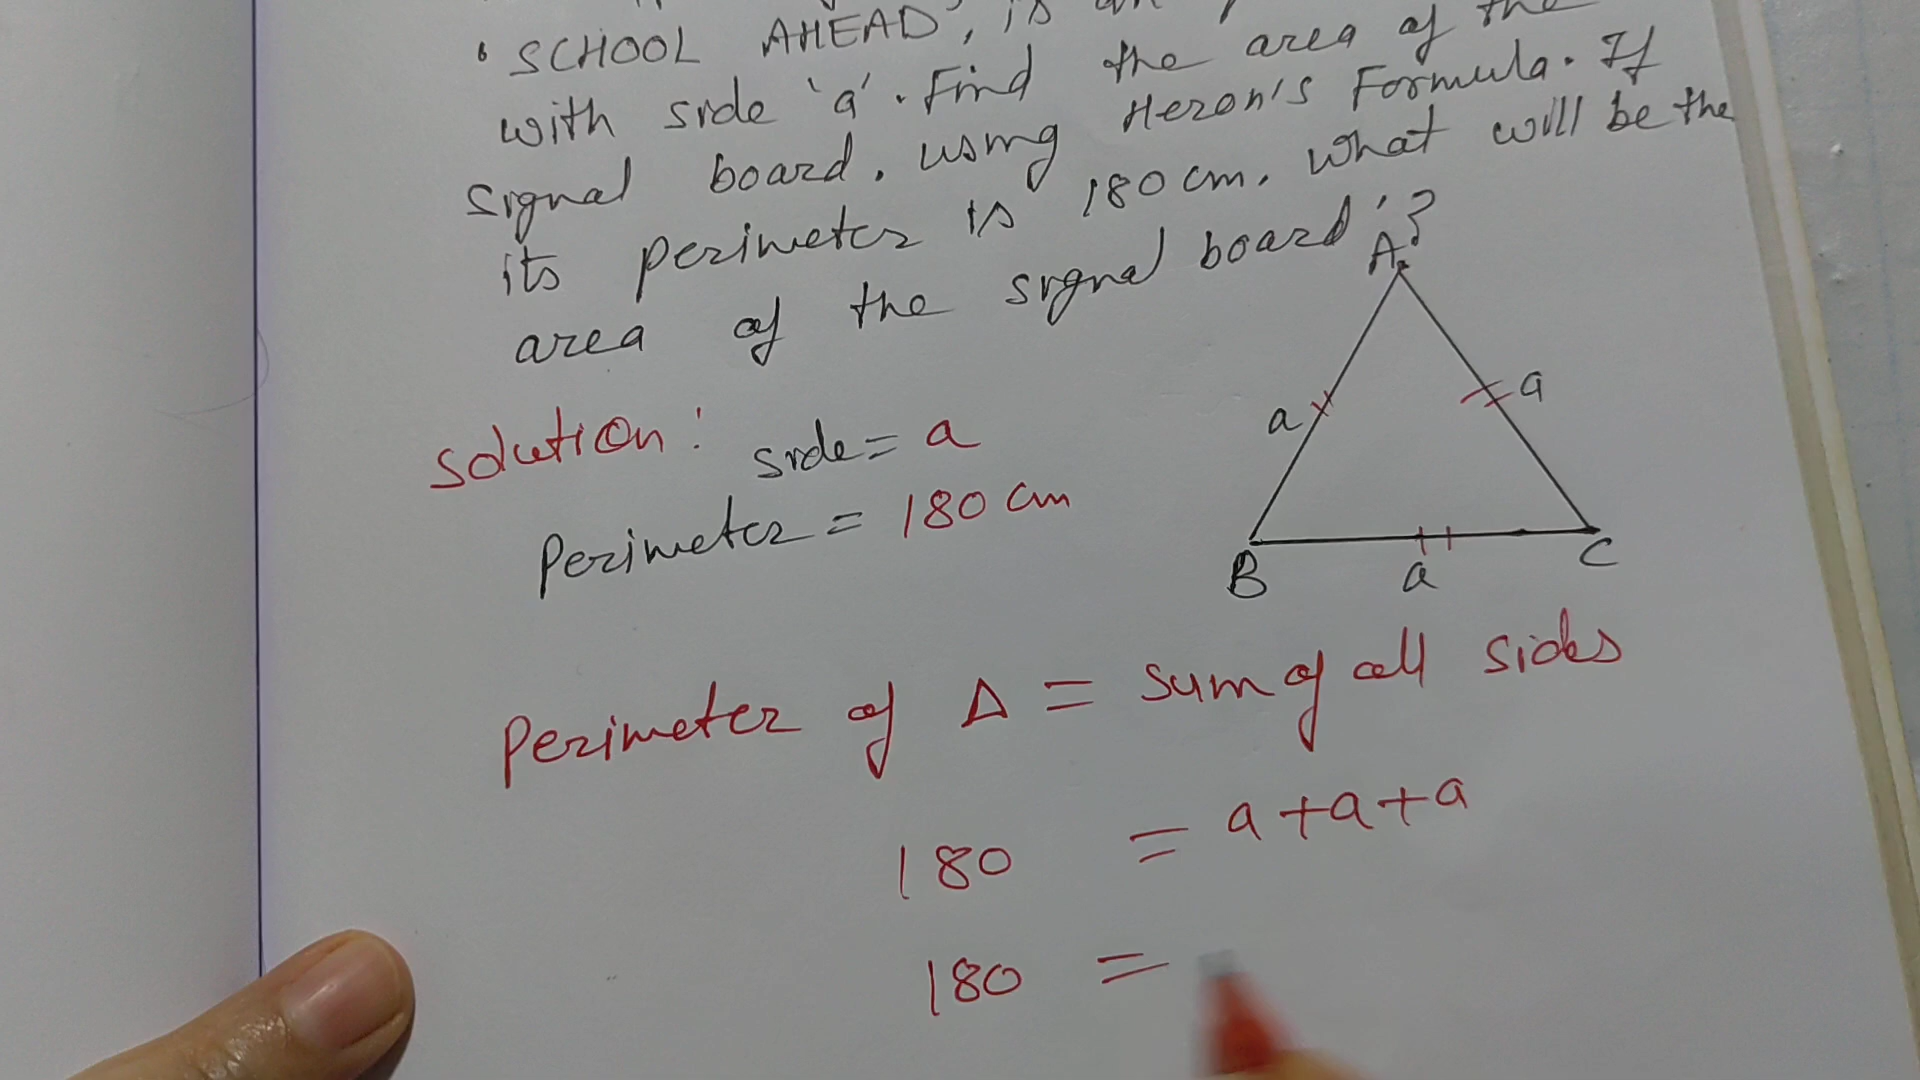 ' SCHOOL AHEAD', is an
with side 'a'. Find the area of the
signal board, using Heron's Formula. If
its perimeter is 180 cm, what will be the
area of the signal board'?
A
a
a
B
a
C
Solution: side = a
Perimeter = 180 cm
Perimeter of Δ = Sum of all sides
180 = a + a + a
180 =